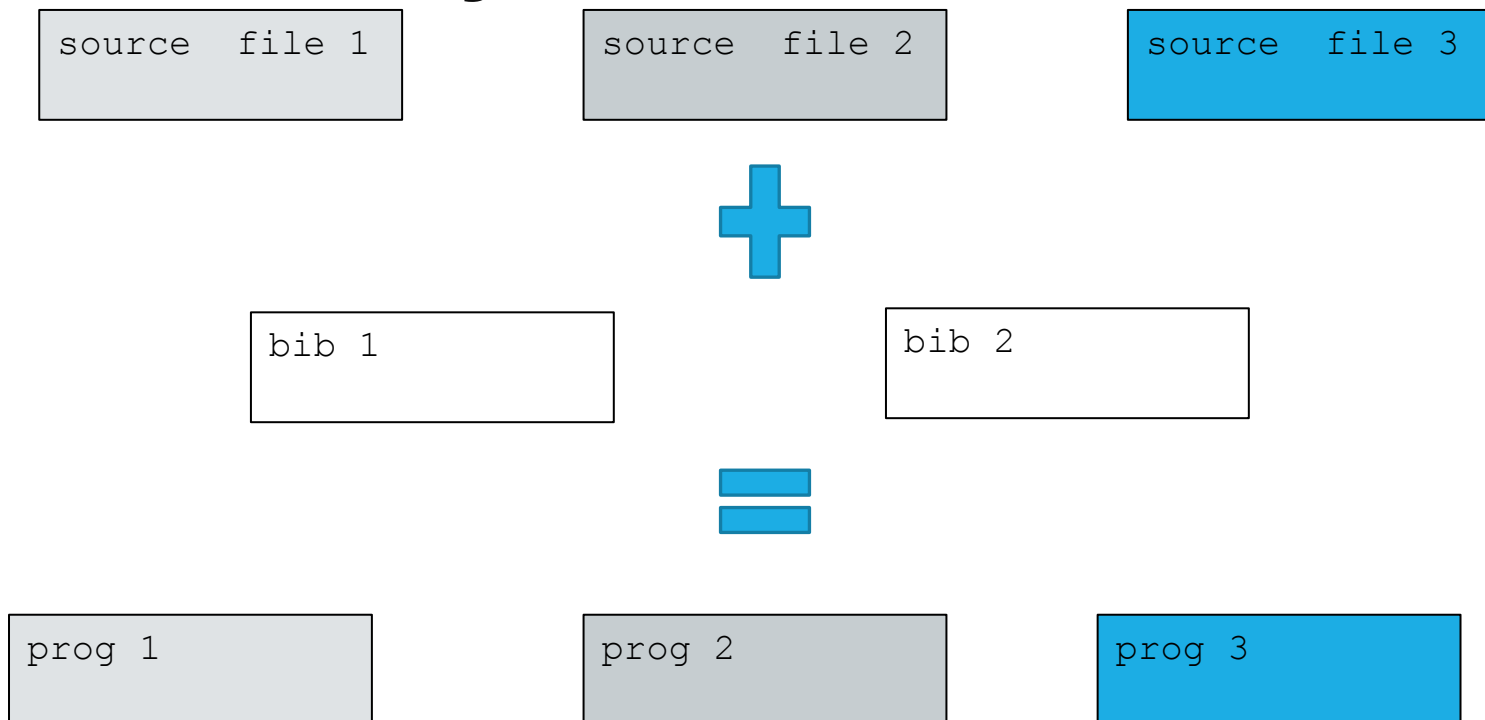 source  file 1
source  file 2
source  file 3
bib 1
bib 2
prog 1
prog 2
prog 3